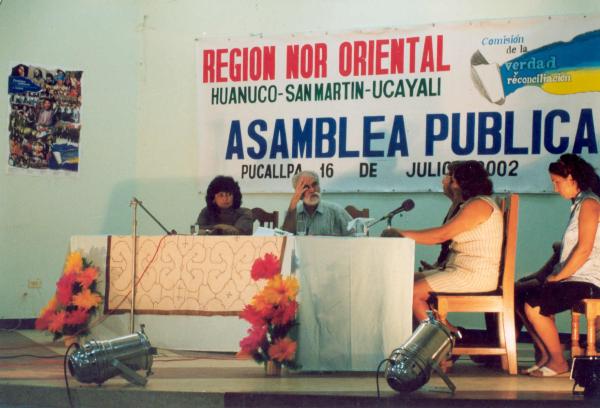 REGION NOR ORIENTAL
HUANUCO-SAN MARTIN-UCAYALI
Comisión
de la
verdad
y reconciliación
ASAMBLEA PUBLICA
PUCALLPA 16 DE JULIO 2002